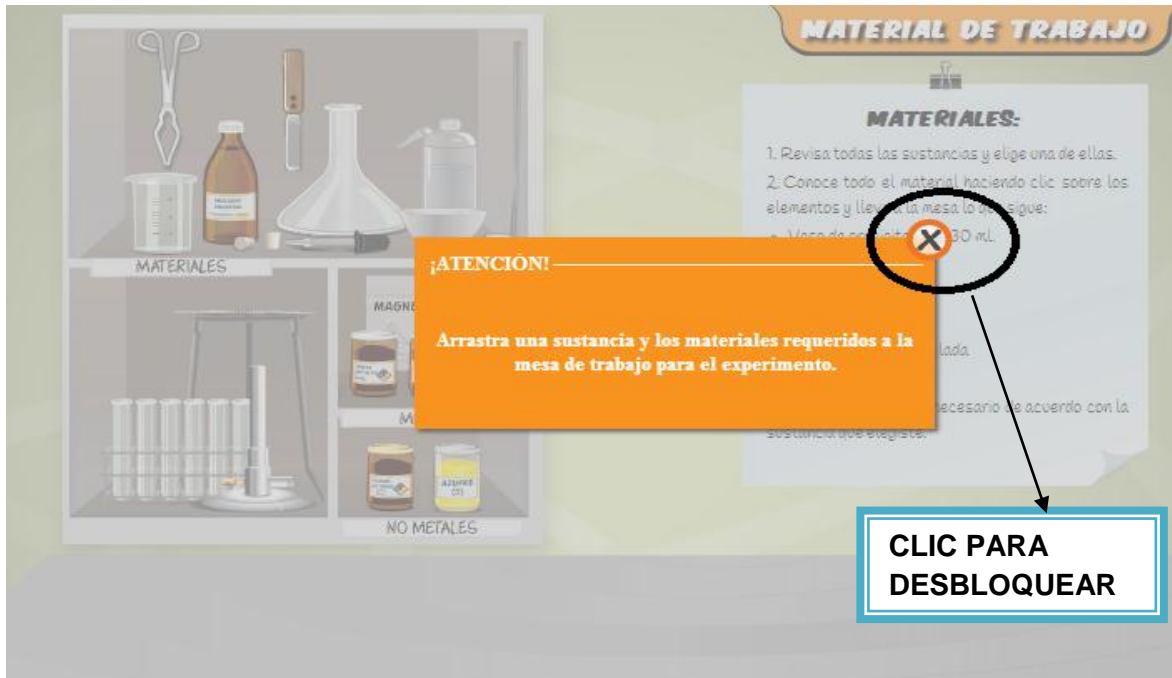 MATERIAL DE TRABAJO
MATERIALES:
1. Revisa todas las sustancias y elige una de ellas.
2. Conoce todo el material haciendo clic sobre los
elementos y lleva a la mesa lo que sigue:
30 ml.
MATERIALES
¡ATENCIÓN!
Arrastra una sustancia y los materiales requeridos a la
mesa de trabajo para el experimento.
de acuerdo con la
sustancia que elegiste.
AZUFRE
NO METALES
CLIC PARA
DESBLOQUEAR